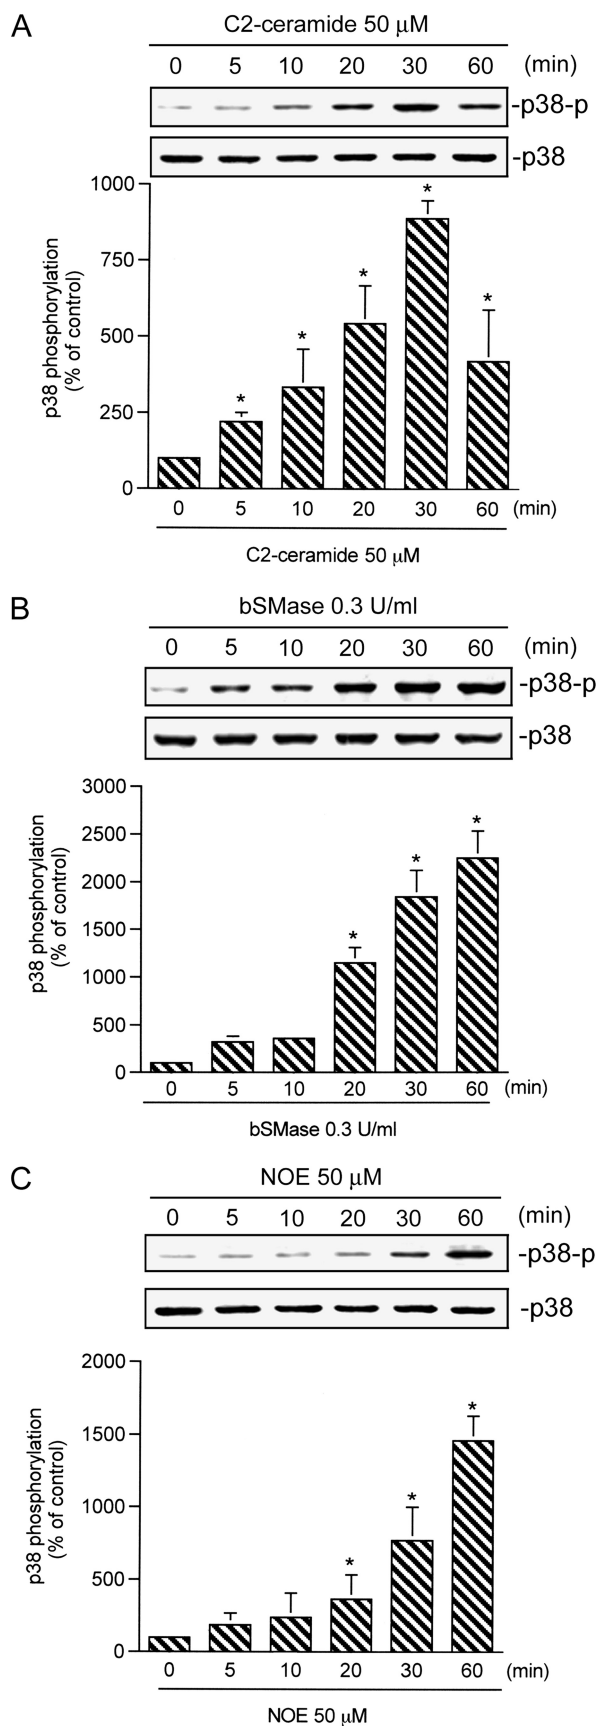 A
C2-ceramide 50 μM
0 5 10 20 30 60 (min)
-p38-p
-p38
p38 phosphorylation
(% of control)
1000
750
500
250
0
* * * * *
0 5 10 20 30 60 (min)
C2-ceramide 50 μM
B
bSMase 0.3 U/ml
0 5 10 20 30 60 (min)
-p38-p
-p38
p38 phosphorylation
(% of control)
3000
2500
2000
1500
1000
500
0
* * *
0 5 10 20 30 60 (min)
bSMase 0.3 U/ml
C
NOE 50 μM
0 5 10 20 30 60 (min)
-p38-p
-p38
p38 phosphorylation
(% of control)
2000
1500
1000
500
0
* * *
0 5 10 20 30 60 (min)
NOE 50 μM